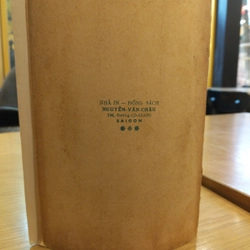 NHÀ IN — ĐÓNG SÁCH
NGUYỄN-VĂN-CHÂU
SAIGON